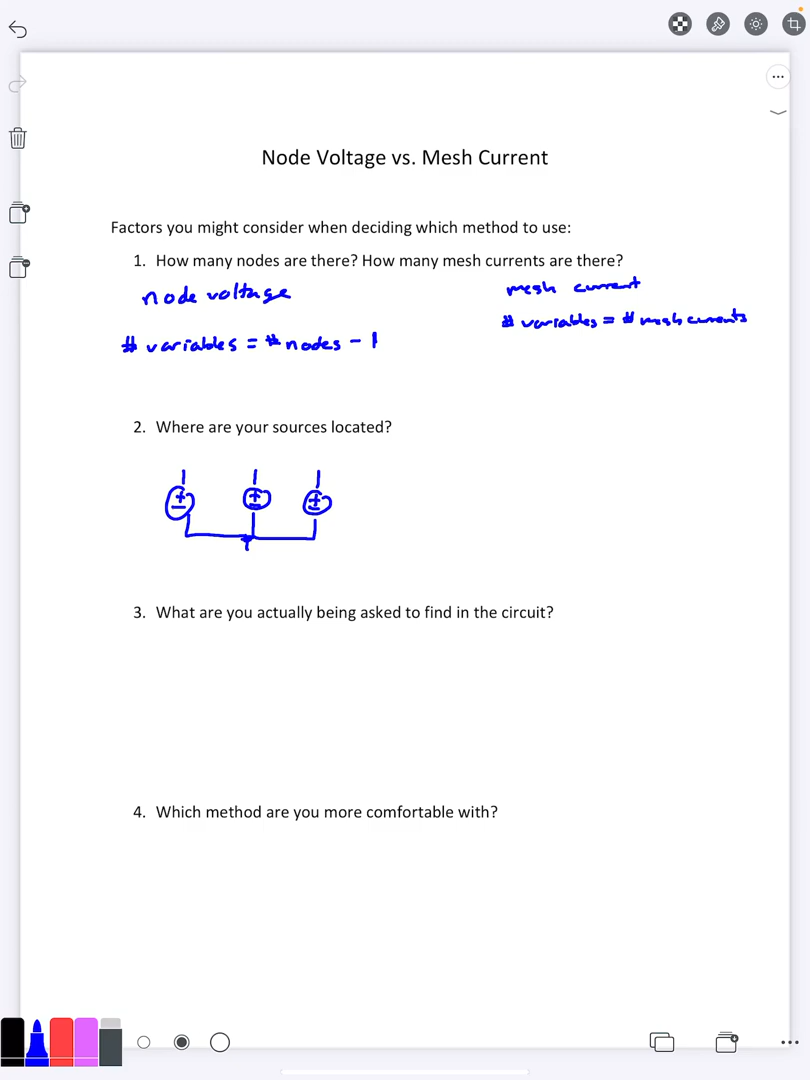 Node Voltage vs. Mesh Current
Factors you might consider when deciding which method to use:
1. How many nodes are there? How many mesh currents are there?
node voltage
mesh current
# variables = # nodes - 1
# variables = # mesh currents
2. Where are your sources located?
+ -
+ -
+ -
3. What are you actually being asked to find in the circuit?
4. Which method are you more comfortable with?